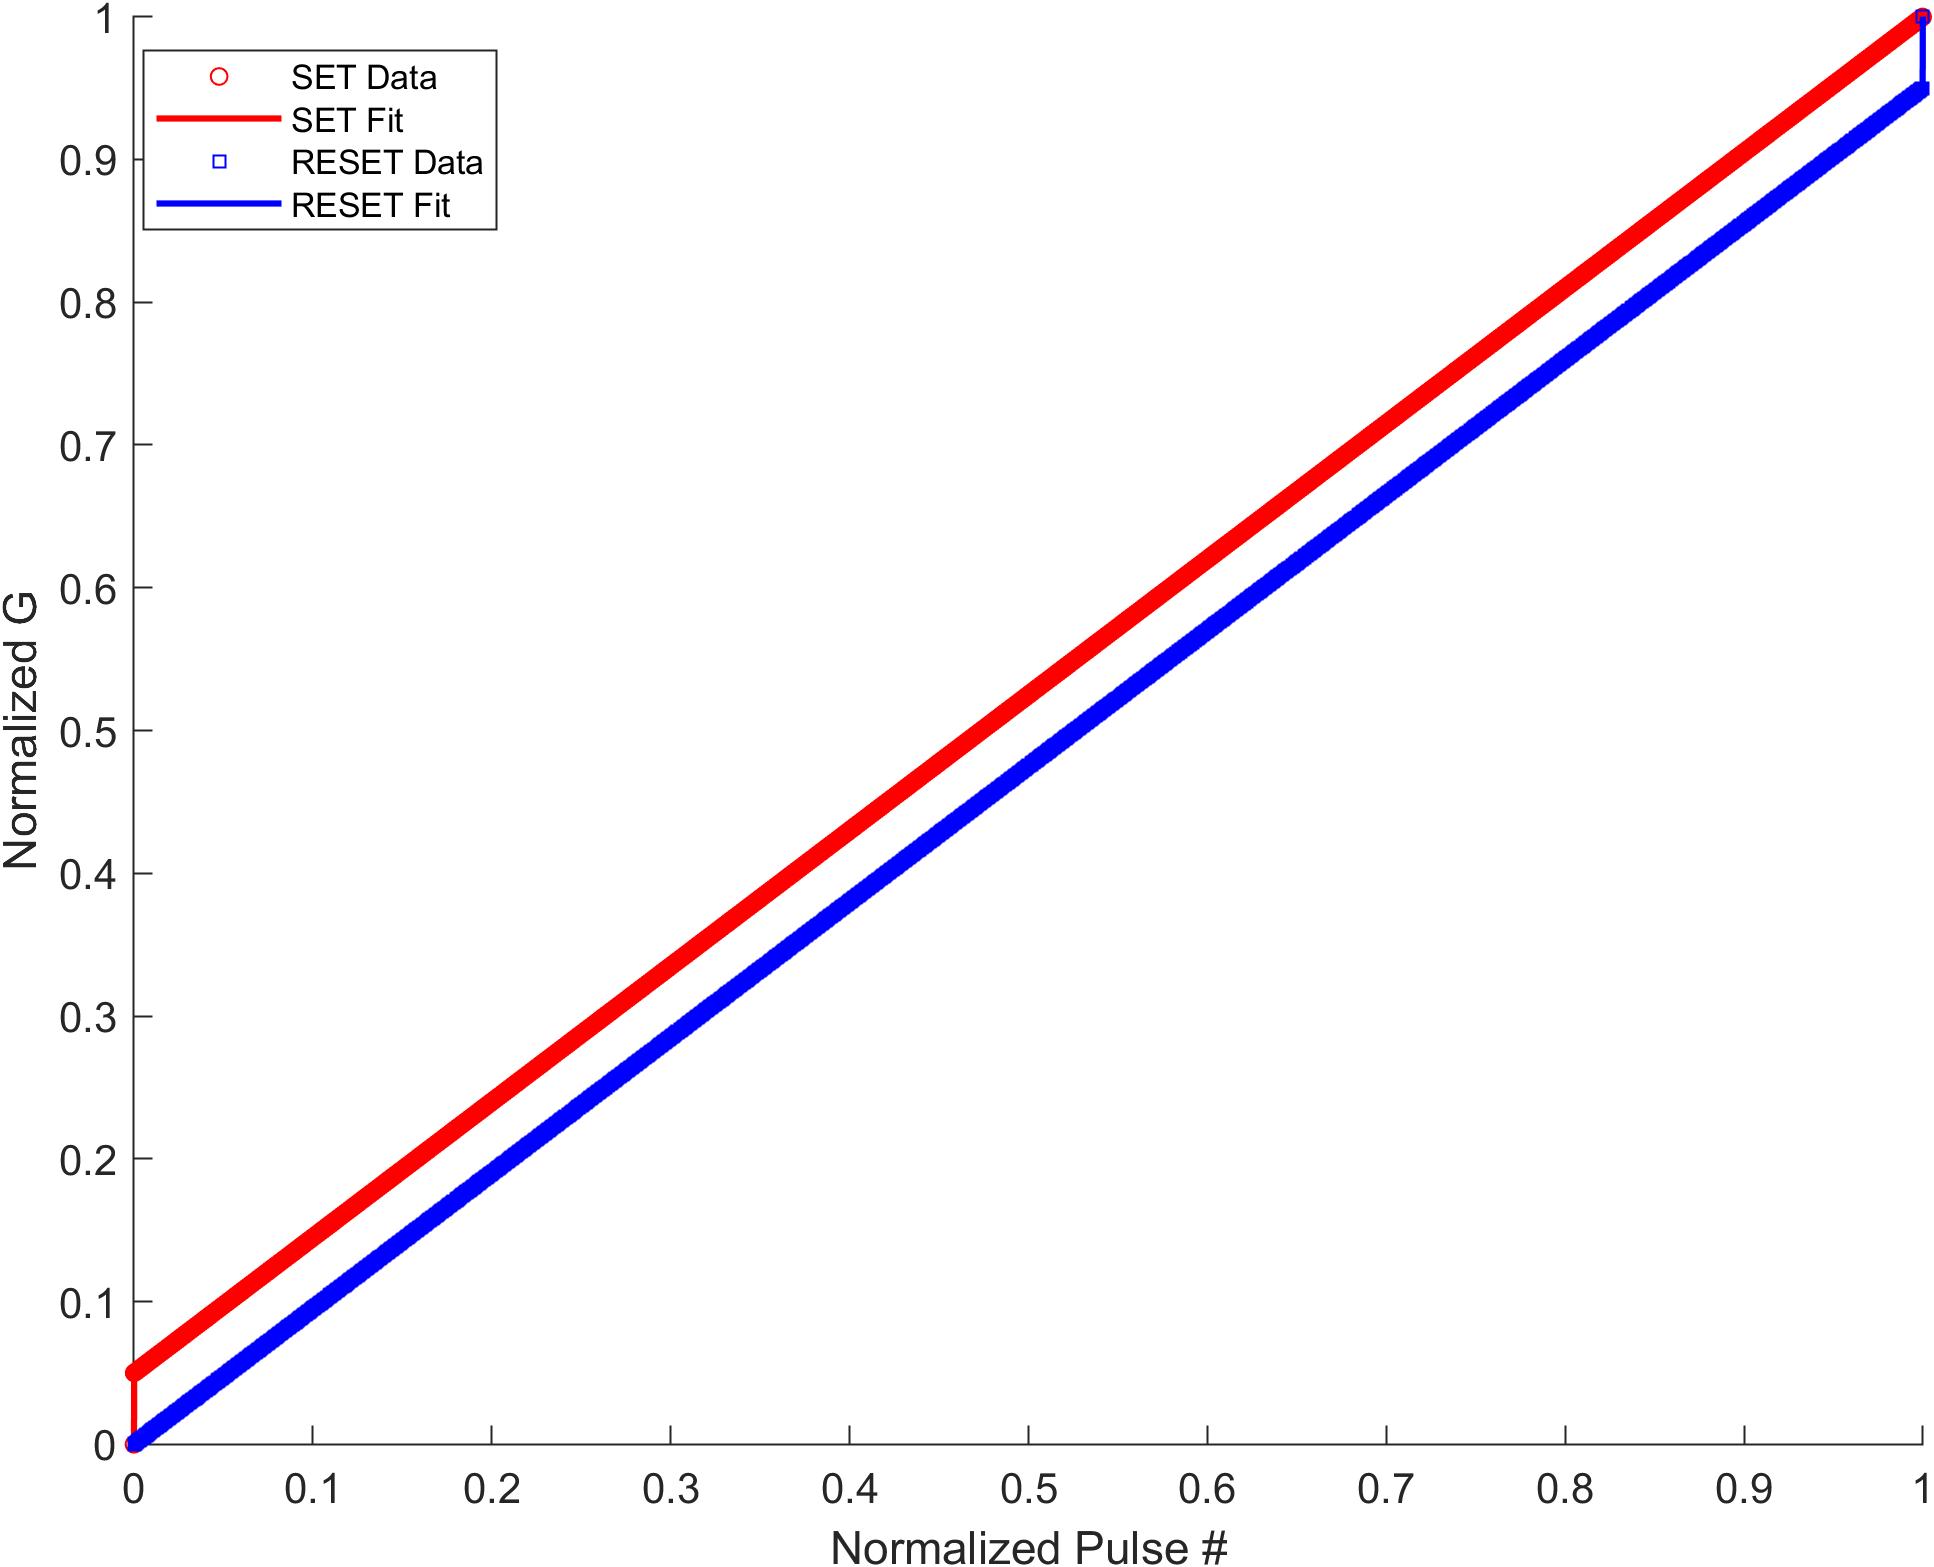 1
0.9
0.8
0.7
0.6
0.5
0.4
0.3
0.2
0.1
0
SET Data
SET Fit
RESET Data
RESET Fit
Normalized G
0 0.1 0.2 0.3 0.4 0.5 0.6 0.7 0.8 0.9 1
Normalized Pulse #